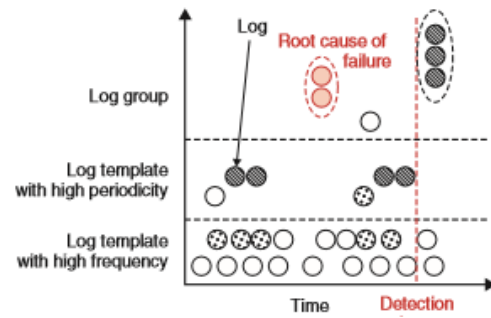 Log
Root cause of
failure
Log group
Log template
with high periodicity
Log template
with high frequency
Time
Detection